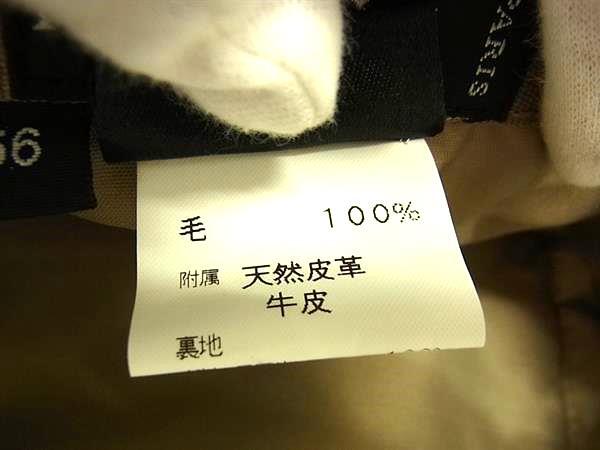 PARIS
56
毛 100%
附属 天然皮革
牛皮
裏地